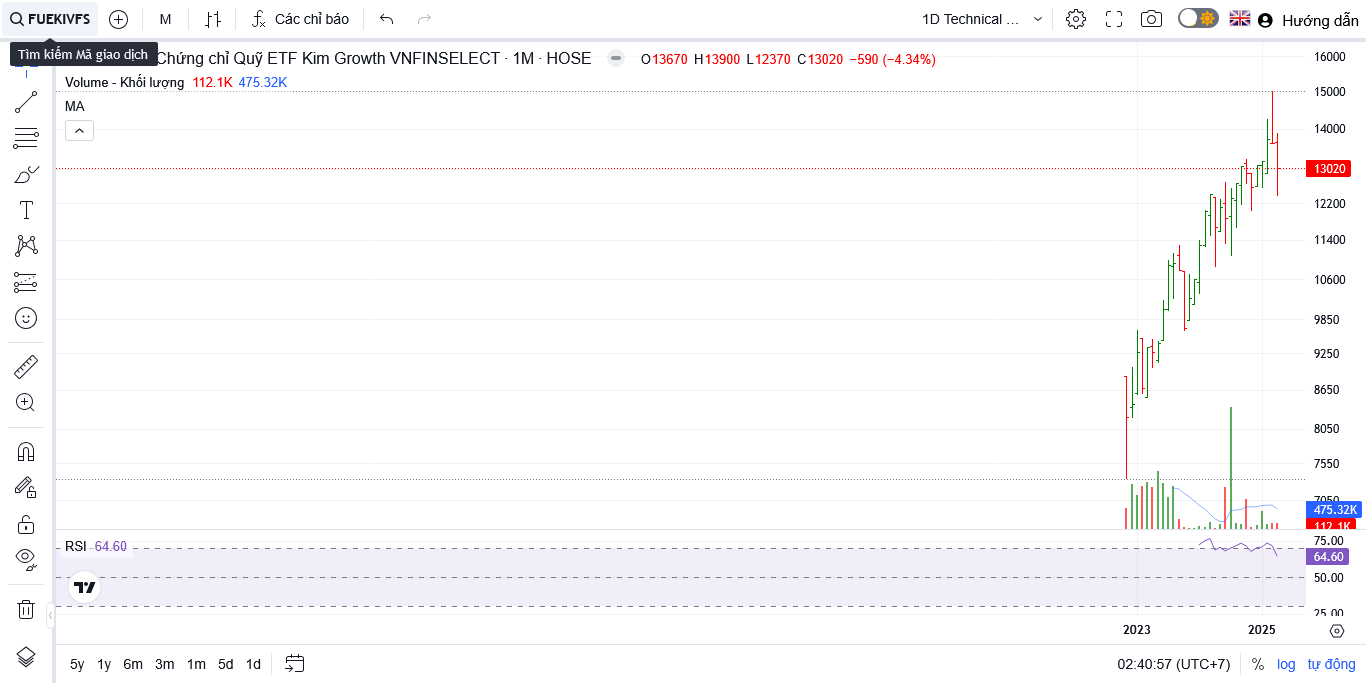 FUEKIVFS M Các chỉ báo 1D Technical ... Hướng dẫn
Tìm kiếm Mã giao dịch
Chứng chỉ Quỹ ETF Kim Growth VNFINSELECT · 1M · HOSE O13670 H13900 L12370 C13020 −590 (−4.34%)
Volume - Khối lượng 112.1K 475.32K
MA
16000
15000
14000
13020
12200
11400
10600
9850
9250
8650
8050
7550
7050
475.32K
112.1K
RSI 64.60
75.00
64.60
50.00
25.00
2023 2025
5y 1y 6m 3m 1m 5d 1d 02:40:57 (UTC+7) % log tự động